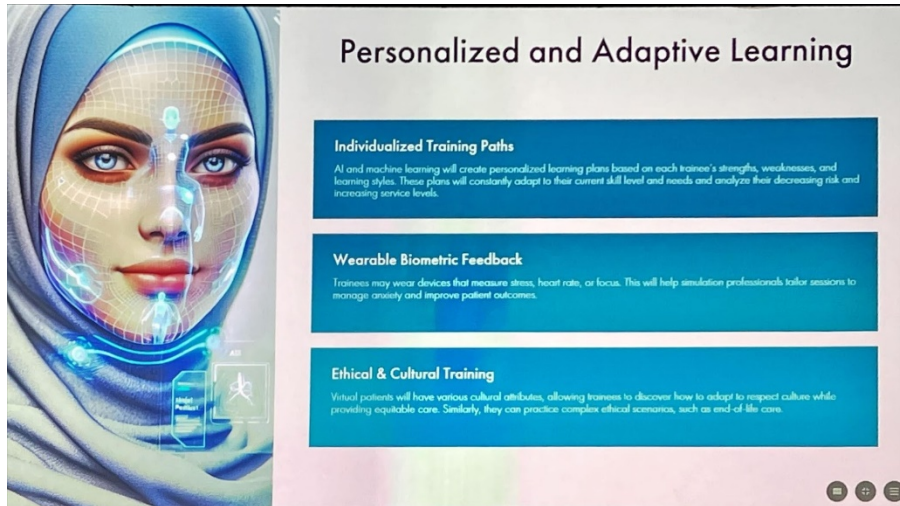 Personalized and Adaptive Learning
Individualized Training Paths
AI and machine learning will create personalized learning plans based on each trainee's strengths, weaknesses, and
learning styles. These plans will constantly adapt to their current skill level and needs and analyze their decreasing risk and
increasing service levels.
Wearable Biometric Feedback
Trainees may wear devices that measure stress, heart rate, or focus. This will help simulation professionals tailor sessions to
manage anxiety and improve patient outcomes.
Ethical & Cultural Training
Virtual patients will have various cultural attributes, allowing trainees to discover how to adapt to respect culture while
providing equitable care. Similarly, they can practice complex ethical scenarios, such as end-of-life care.